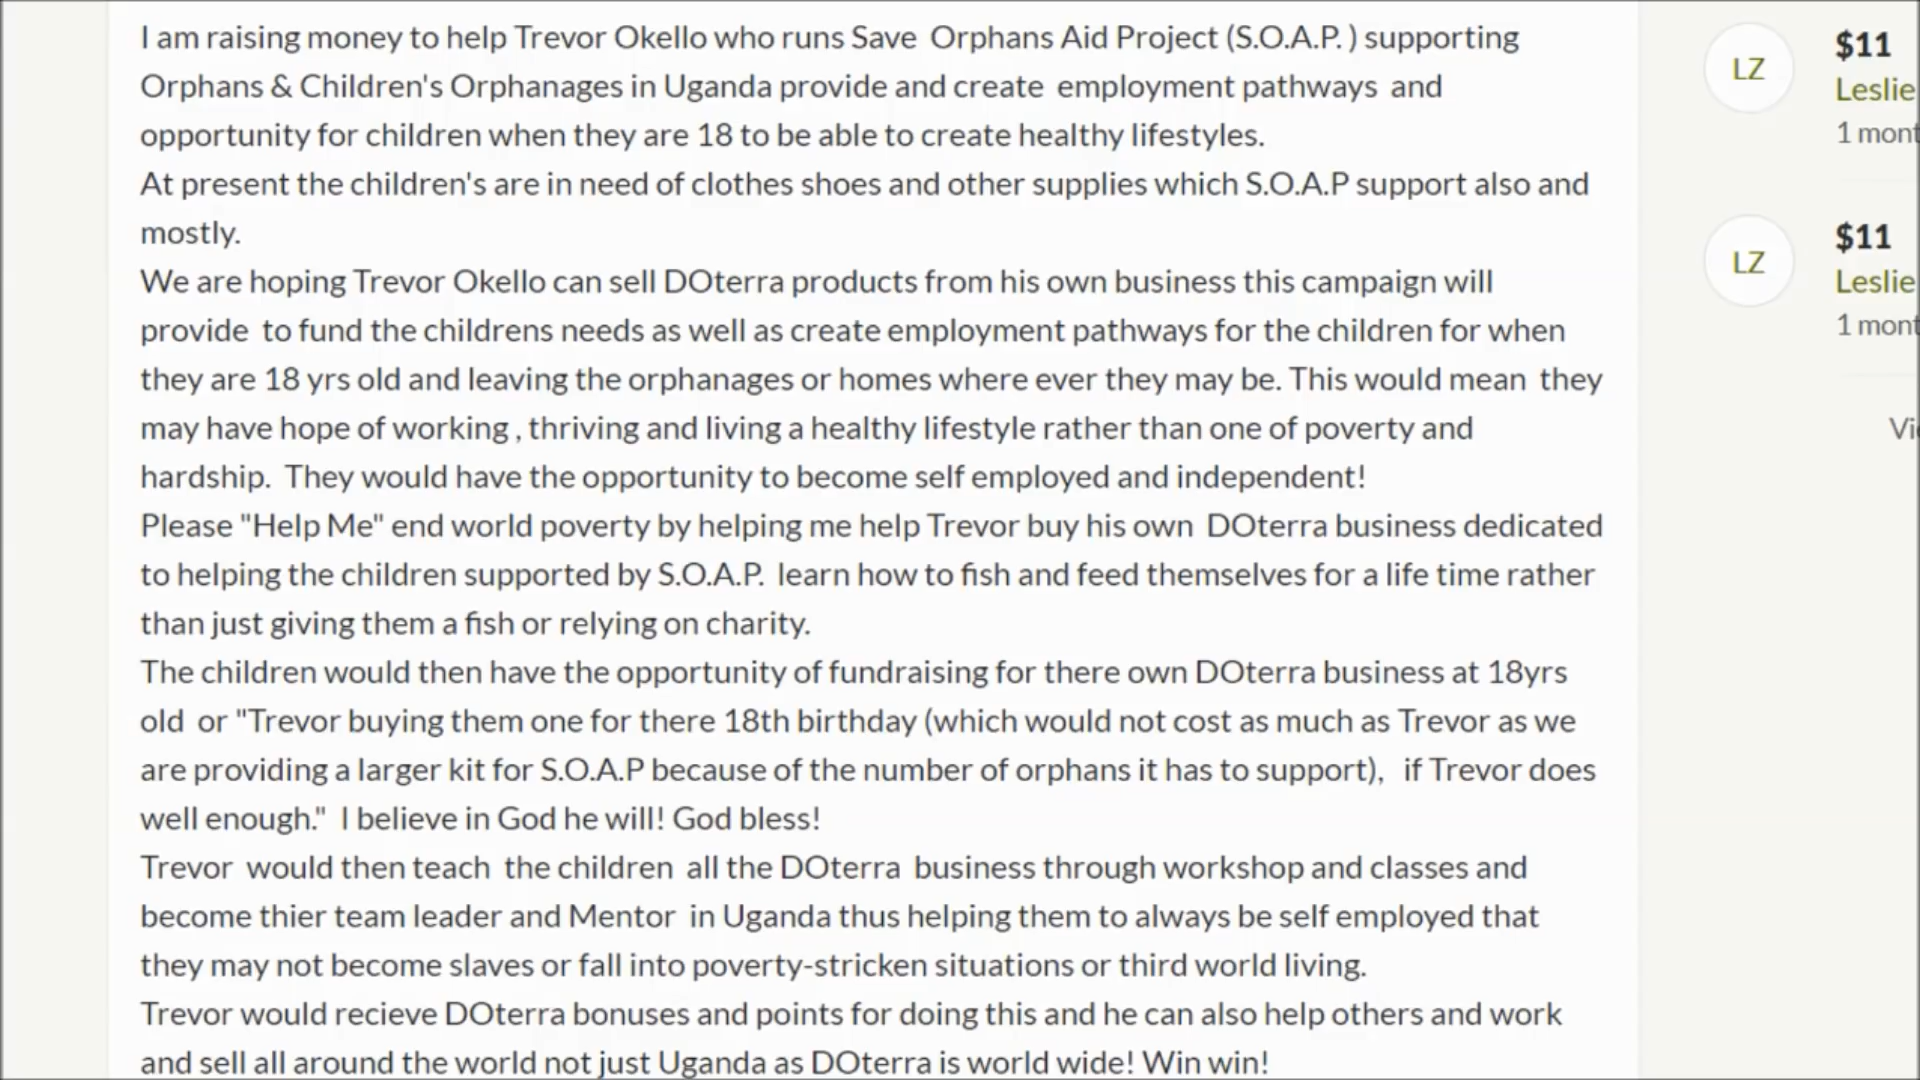 I am raising money to help Trevor Okello who runs Save Orphans Aid Project (S.O.A.P. ) supporting
Orphans & Children's Orphanages in Uganda provide and create employment pathways and
opportunity for children when they are 18 to be able to create healthy lifestyles.
At present the children's are in need of clothes shoes and other supplies which S.O.A.P support also and
mostly.
We are hoping Trevor Okello can sell DOterra products from his own business this campaign will
provide to fund the childrens needs as well as create employment pathways for the children for when
they are 18 yrs old and leaving the orphanages or homes where ever they may be. This would mean they
may have hope of working , thriving and living a healthy lifestyle rather than one of poverty and
hardship. They would have the opportunity to become self employed and independent!
Please "Help Me" end world poverty by helping me help Trevor buy his own DOterra business dedicated
to helping the children supported by S.O.A.P. learn how to fish and feed themselves for a life time rather
than just giving them a fish or relying on charity.
The children would then have the opportunity of fundraising for there own DOterra business at 18yrs
old or "Trevor buying them one for there 18th birthday (which would not cost as much as Trevor as we
are providing a larger kit for S.O.A.P because of the number of orphans it has to support), if Trevor does
well enough." I believe in God he will! God bless!
Trevor would then teach the children all the DOterra business through workshop and classes and
become thier team leader and Mentor in Uganda thus helping them to always be self employed that
they may not become slaves or fall into poverty-stricken situations or third world living.
Trevor would recieve DOterra bonuses and points for doing this and he can also help others and work
and sell all around the world not just Uganda as DOterra is world wide! Win win!
LZ
$11
Leslie
1 mont
LZ
$11
Leslie
1 mont